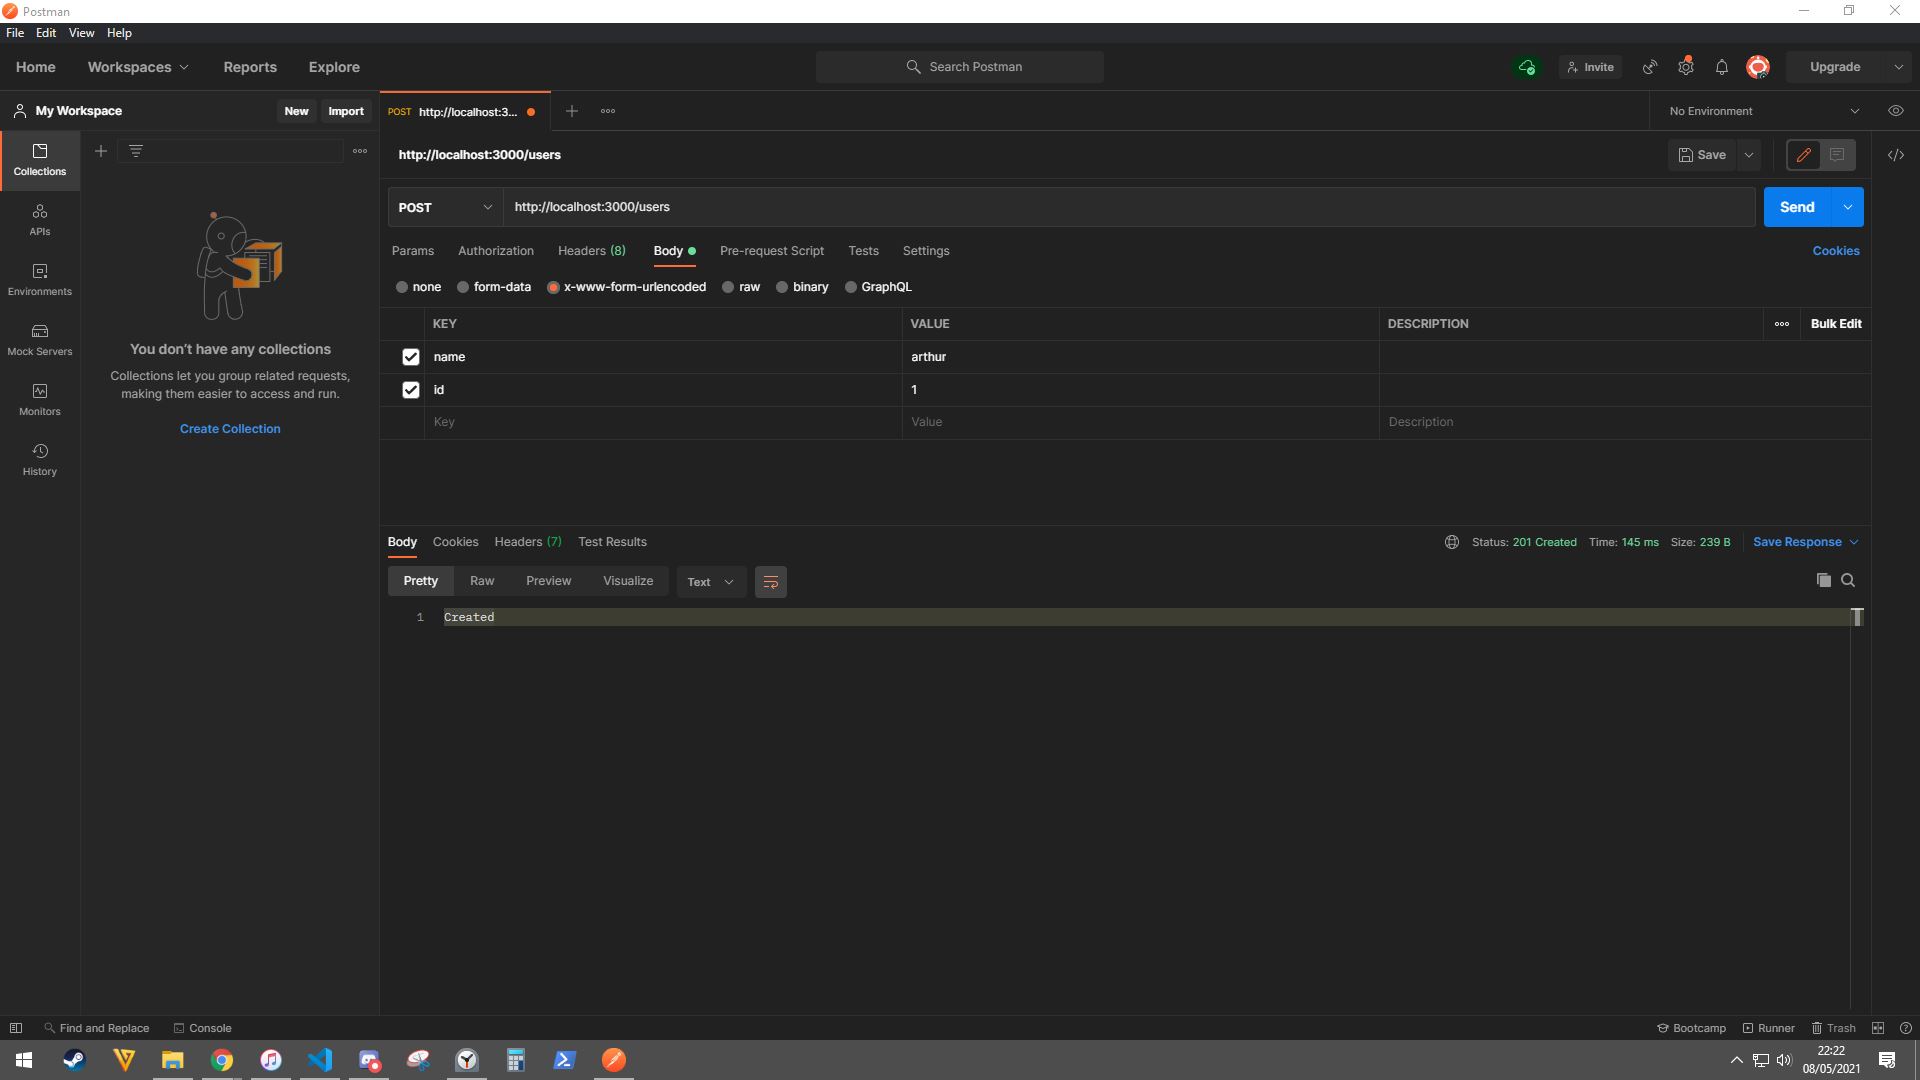 Postman
File Edit View Help
Home Workspaces Reports Explore Search Postman Invite Upgrade
My Workspace New Import POST http://localhost:3... No Environment
Collections
http://localhost:3000/users Save
APIs
POST http://localhost:3000/users Send
Params Authorization Headers (8) Body Pre-request Script Tests Settings Cookies
Environments
none form-data x-www-form-urlencoded raw binary GraphQL
KEY VALUE DESCRIPTION Bulk Edit
Mock Servers
You don't have any collections
name arthur
Collections let you group related requests,
making them easier to access and run.
id 1
Monitors
Key Value Description
Create Collection
History
Body Cookies Headers (7) Test Results Status: 201 Created Time: 145 ms Size: 239 B Save Response
Pretty Raw Preview Visualize Text
1 Created
Find and Replace Console Bootcamp Runner Trash
22:22
08/05/2021